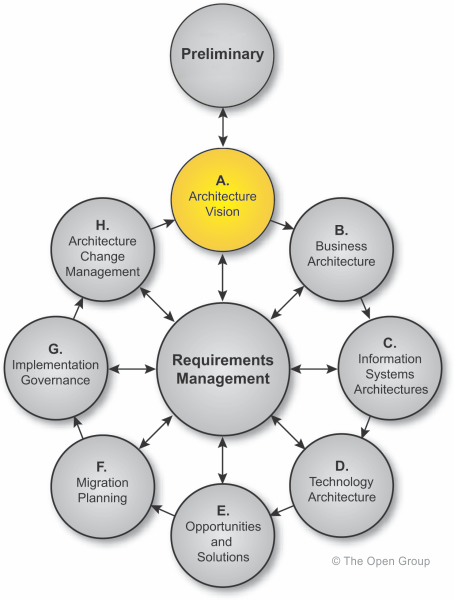 Preliminary
A.
Architecture
Vision
B.
Business
Architecture
C.
Information
Systems
Architectures
D.
Technology
Architecture
E.
Opportunities
and
Solutions
F.
Migration
Planning
G.
Implementation
Governance
H.
Architecture
Change
Management
Requirements
Management
© The Open Group